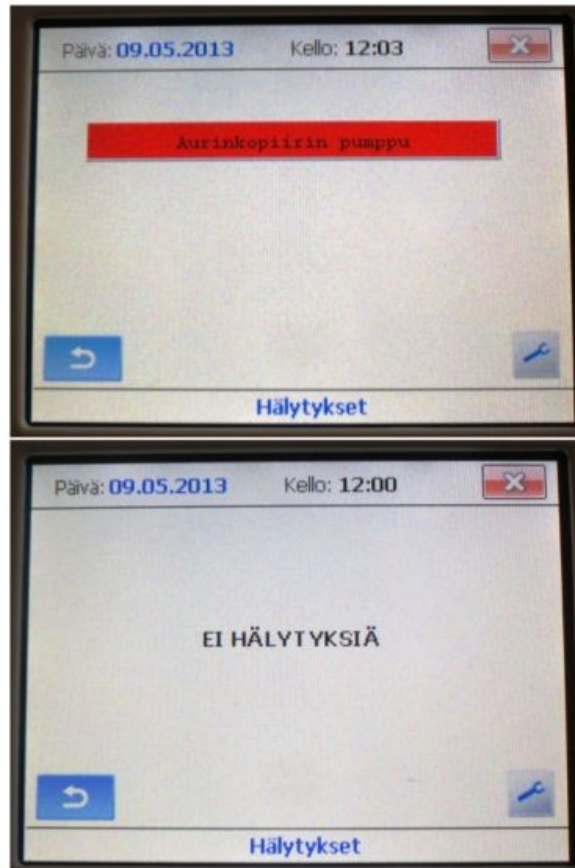 Päivä: 09.05.2013 Kello: 12:03
Aurinkopiirin pumppu
Hälytykset
Päivä: 09.05.2013 Kello: 12:00
EI HÄLYTYKSIÄ
Hälytykset